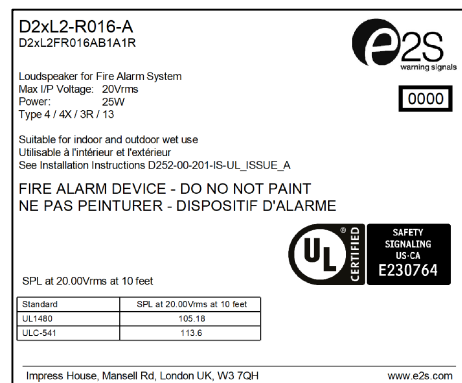 D2xL2-R016-A
D2xL2FR016AB1A1R
e2S
warning signals
Loudspeaker for Fire Alarm System
Max I/P Voltage: 20Vrms
Power: 25W
Type 4 / 4X / 3R / 13
0000
Suitable for indoor and outdoor wet use
Utilisable à l'intérieur et l'extérieur
See Installation Instructions D252-00-201-IS-UL_ISSUE_A
FIRE ALARM DEVICE - DO NO NOT PAINT
NE PAS PEINTURER - DISPOSITIF D'ALARME
UL ®
CERTIFIED
SAFETY
SIGNALING
US-CA
E230764
SPL at 20.00Vrms at 10 feet
Standard SPL at 20.00Vrms at 10 feet
UL1480 105.18
ULC-541 113.6
Impress House, Mansell Rd, London UK, W3 7QH www.e2s.com